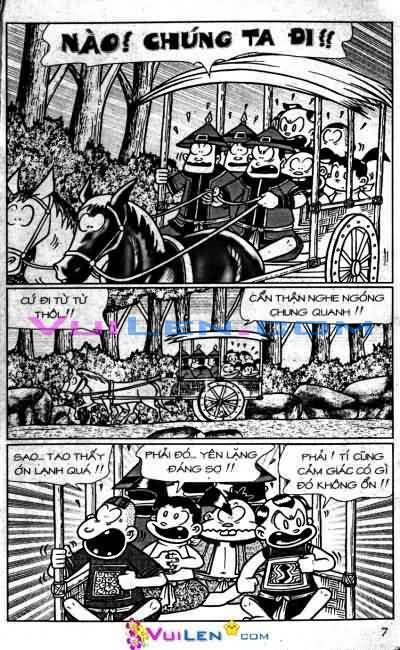 NÀO! CHÚNG TA ĐI!!
CỨ ĐI TỪ TỪ
THÔI..!!
CẨN THẬN NGHE NGÓNG
CHUNG QUANH!!
VUILEN.COM
SAO... TAO THẤY
ỚN LẠNH QUÁ!!
PHẢI ĐÓ.. YÊN LẶNG
ĐÁNG SỢ!!
PHẢI! TÍ CŨNG
CẢM GIÁC CÓ GÌ
ĐÓ KHÔNG ỔN!!
7
VUILEN.COM